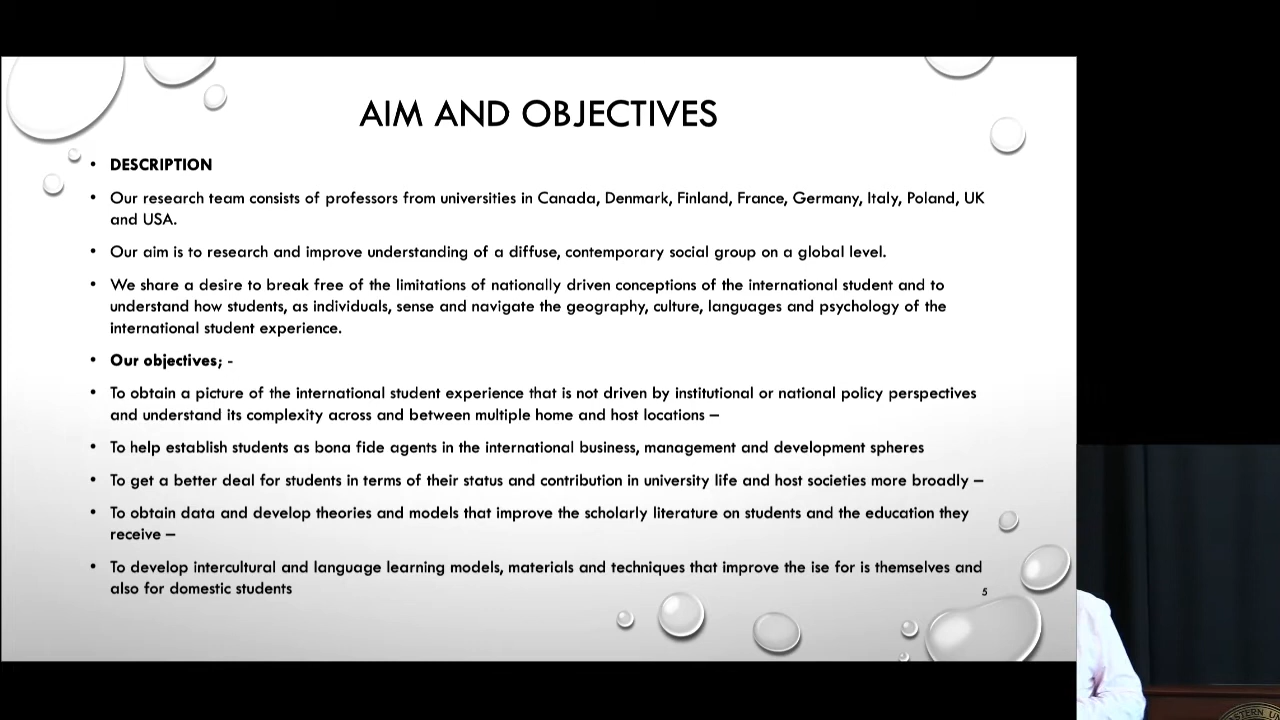 AIM AND OBJECTIVES
• DESCRIPTION
• Our research team consists of professors from universities in Canada, Denmark, Finland, France, Germany, Italy, Poland, UK
and USA.
• Our aim is to research and improve understanding of a diffuse, contemporary social group on a global level.
• We share a desire to break free of the limitations of nationally driven conceptions of the international student and to
understand how students, as individuals, sense and navigate the geography, culture, languages and psychology of the
international student experience.
• Our objectives; -
• To obtain a picture of the international student experience that is not driven by institutional or national policy perspectives
and understand its complexity across and between multiple home and host locations –
• To help establish students as bona fide agents in the international business, management and development spheres
• To get a better deal for students in terms of their status and contribution in university life and host societies more broadly –
• To obtain data and develop theories and models that improve the scholarly literature on students and the education they
receive –
• To develop intercultural and language learning models, materials and techniques that improve the ise for is themselves and
also for domestic students
5